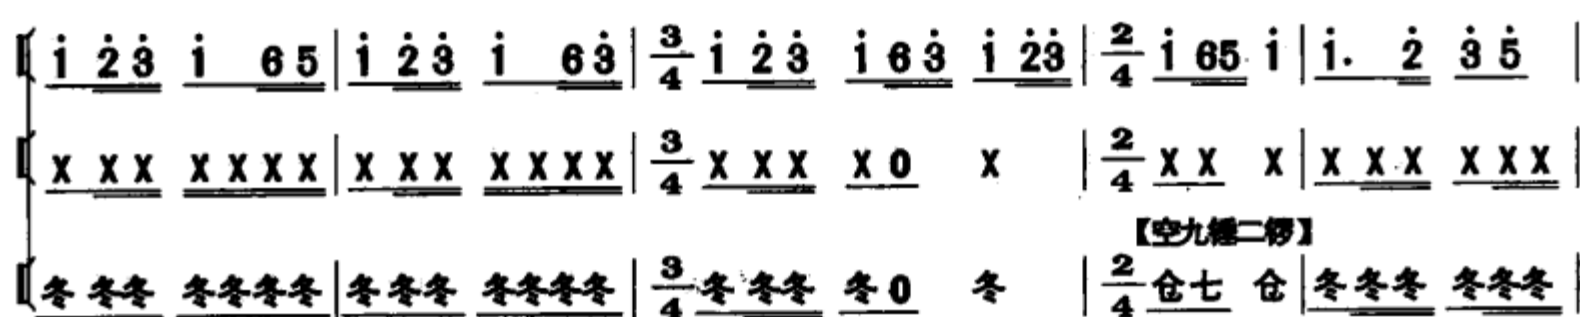 i̇ 2̇ 3̇ i̇ 6 5 | i̇ 2̇ 3̇ i̇ 6 3̇ | 3/4 i̇ 2̇ 3̇ i̇ 6 3̇ i̇ 2̇ 3̇ | 2/4 i̇ 6 5 i̇ | i̇. 2̇ 3̇ 5̇ |
X X X X X X X | X X X X X X X | 3/4 X X X X 0 X | 2/4 X X X | X X X X X X |
【空九锤二锣】
冬 冬冬 冬冬冬冬 | 冬冬冬 冬冬冬冬 | 3/4 冬 冬冬 冬 0 冬 | 2/4 仓七 仓 | 冬冬冬 冬冬冬 |